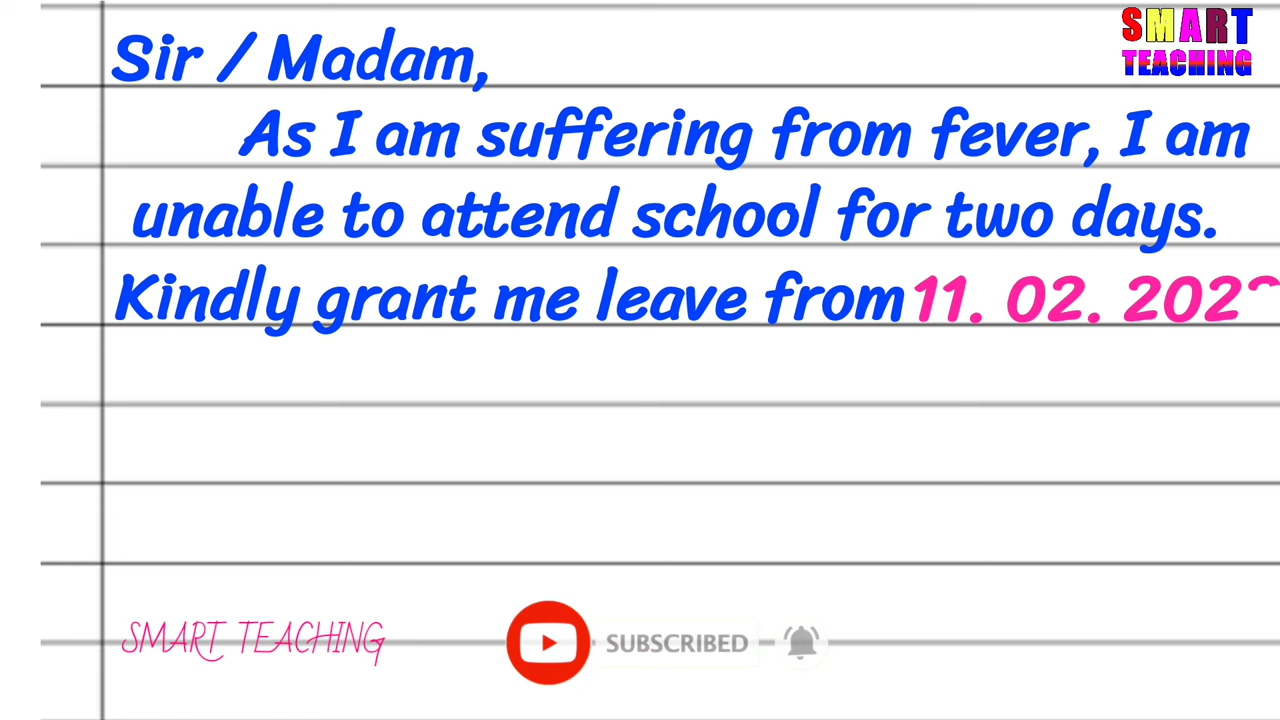 SMART
TEACHING
Sir / Madam,
As I am suffering from fever, I am
unable to attend school for two days.
Kindly grant me leave from 11. 02.
SMART TEACHING
SUBSCRIBED